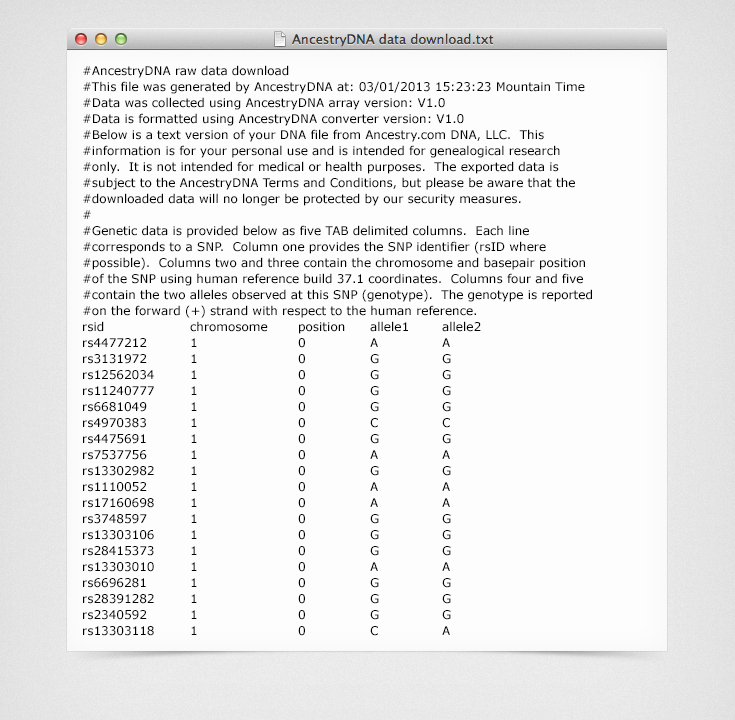 AncestryDNA data download.txt
#AncestryDNA raw data download
#This file was generated by AncestryDNA at: 03/01/2013 15:23:23 Mountain Time
#Data was collected using AncestryDNA array version: V1.0
#Data is formatted using AncestryDNA converter version: V1.0
#Below is a text version of your DNA file from Ancestry.com DNA, LLC.  This
#information is for your personal use and is intended for genealogical research
#only.  It is not intended for medical or health purposes.  The exported data is
#subject to the AncestryDNA Terms and Conditions, but please be aware that the
#downloaded data will no longer be protected by our security measures.
#
#Genetic data is provided below as five TAB delimited columns.  Each line
#corresponds to a SNP.  Column one provides the SNP identifier (rsID where
#possible).  Columns two and three contain the chromosome and basepair position
#of the SNP using human reference build 37.1 coordinates.  Columns four and five
#contain the two alleles observed at this SNP (genotype).  The genotype is reported
#on the forward (+) strand with respect to the human reference.
rsid chromosome position allele1 allele2
rs4477212 1 0 A A
rs3131972 1 0 G G
rs12562034 1 0 G G
rs11240777 1 0 G G
rs6681049 1 0 G G
rs4970383 1 0 C C
rs4475691 1 0 G G
rs7537756 1 0 A A
rs13302982 1 0 G G
rs1110052 1 0 A A
rs17160698 1 0 A A
rs3748597 1 0 G G
rs13303106 1 0 G G
rs28415373 1 0 G G
rs13303010 1 0 A A
rs6696281 1 0 G G
rs28391282 1 0 G G
rs2340592 1 0 G G
rs13303118 1 0 C A